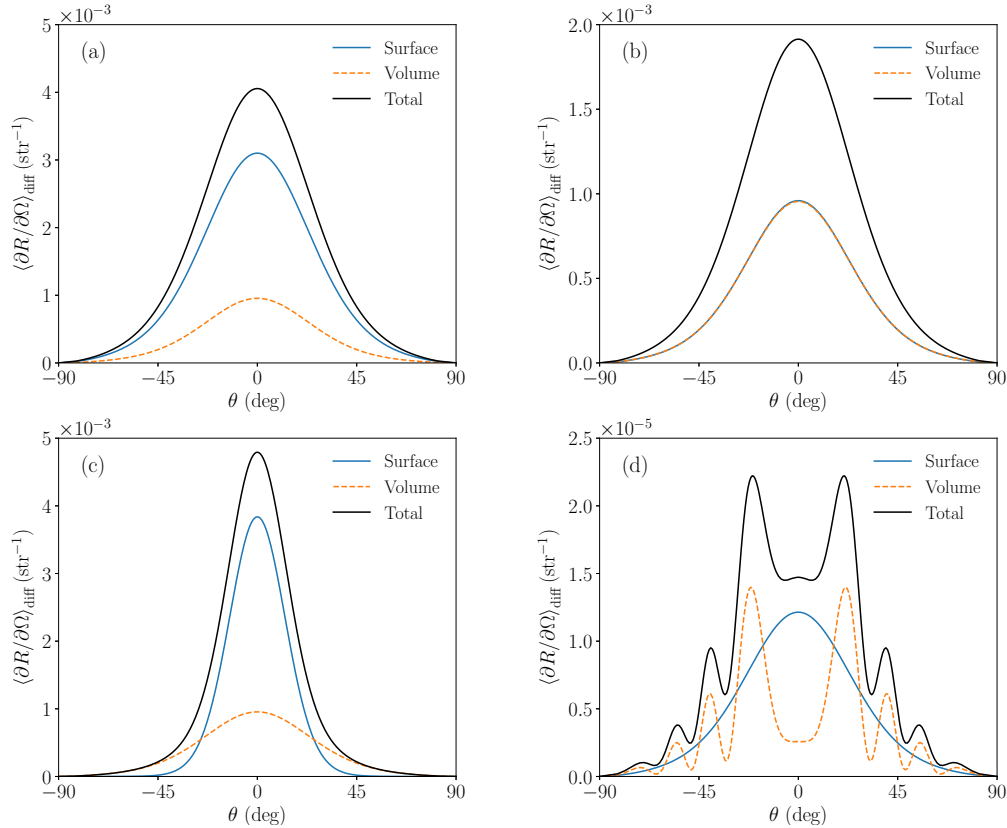 ×10⁻³
(a)
Surface
Volume
Total
5
4
3
2
1
0
⟨∂R/∂Ω⟩diff (str⁻¹)
−90
−45
0
45
90
θ (deg)
×10⁻³
(b)
Surface
Volume
Total
2.0
1.5
1.0
0.5
0.0
⟨∂R/∂Ω⟩diff (str⁻¹)
−90
−45
0
45
90
θ (deg)
×10⁻³
(c)
Surface
Volume
Total
5
4
3
2
1
0
⟨∂R/∂Ω⟩diff (str⁻¹)
−90
−45
0
45
90
θ (deg)
×10⁻⁵
(d)
Surface
Volume
Total
2.5
2.0
1.5
1.0
0.5
0.0
⟨∂R/∂Ω⟩diff (str⁻¹)
−90
−45
0
45
90
θ (deg)